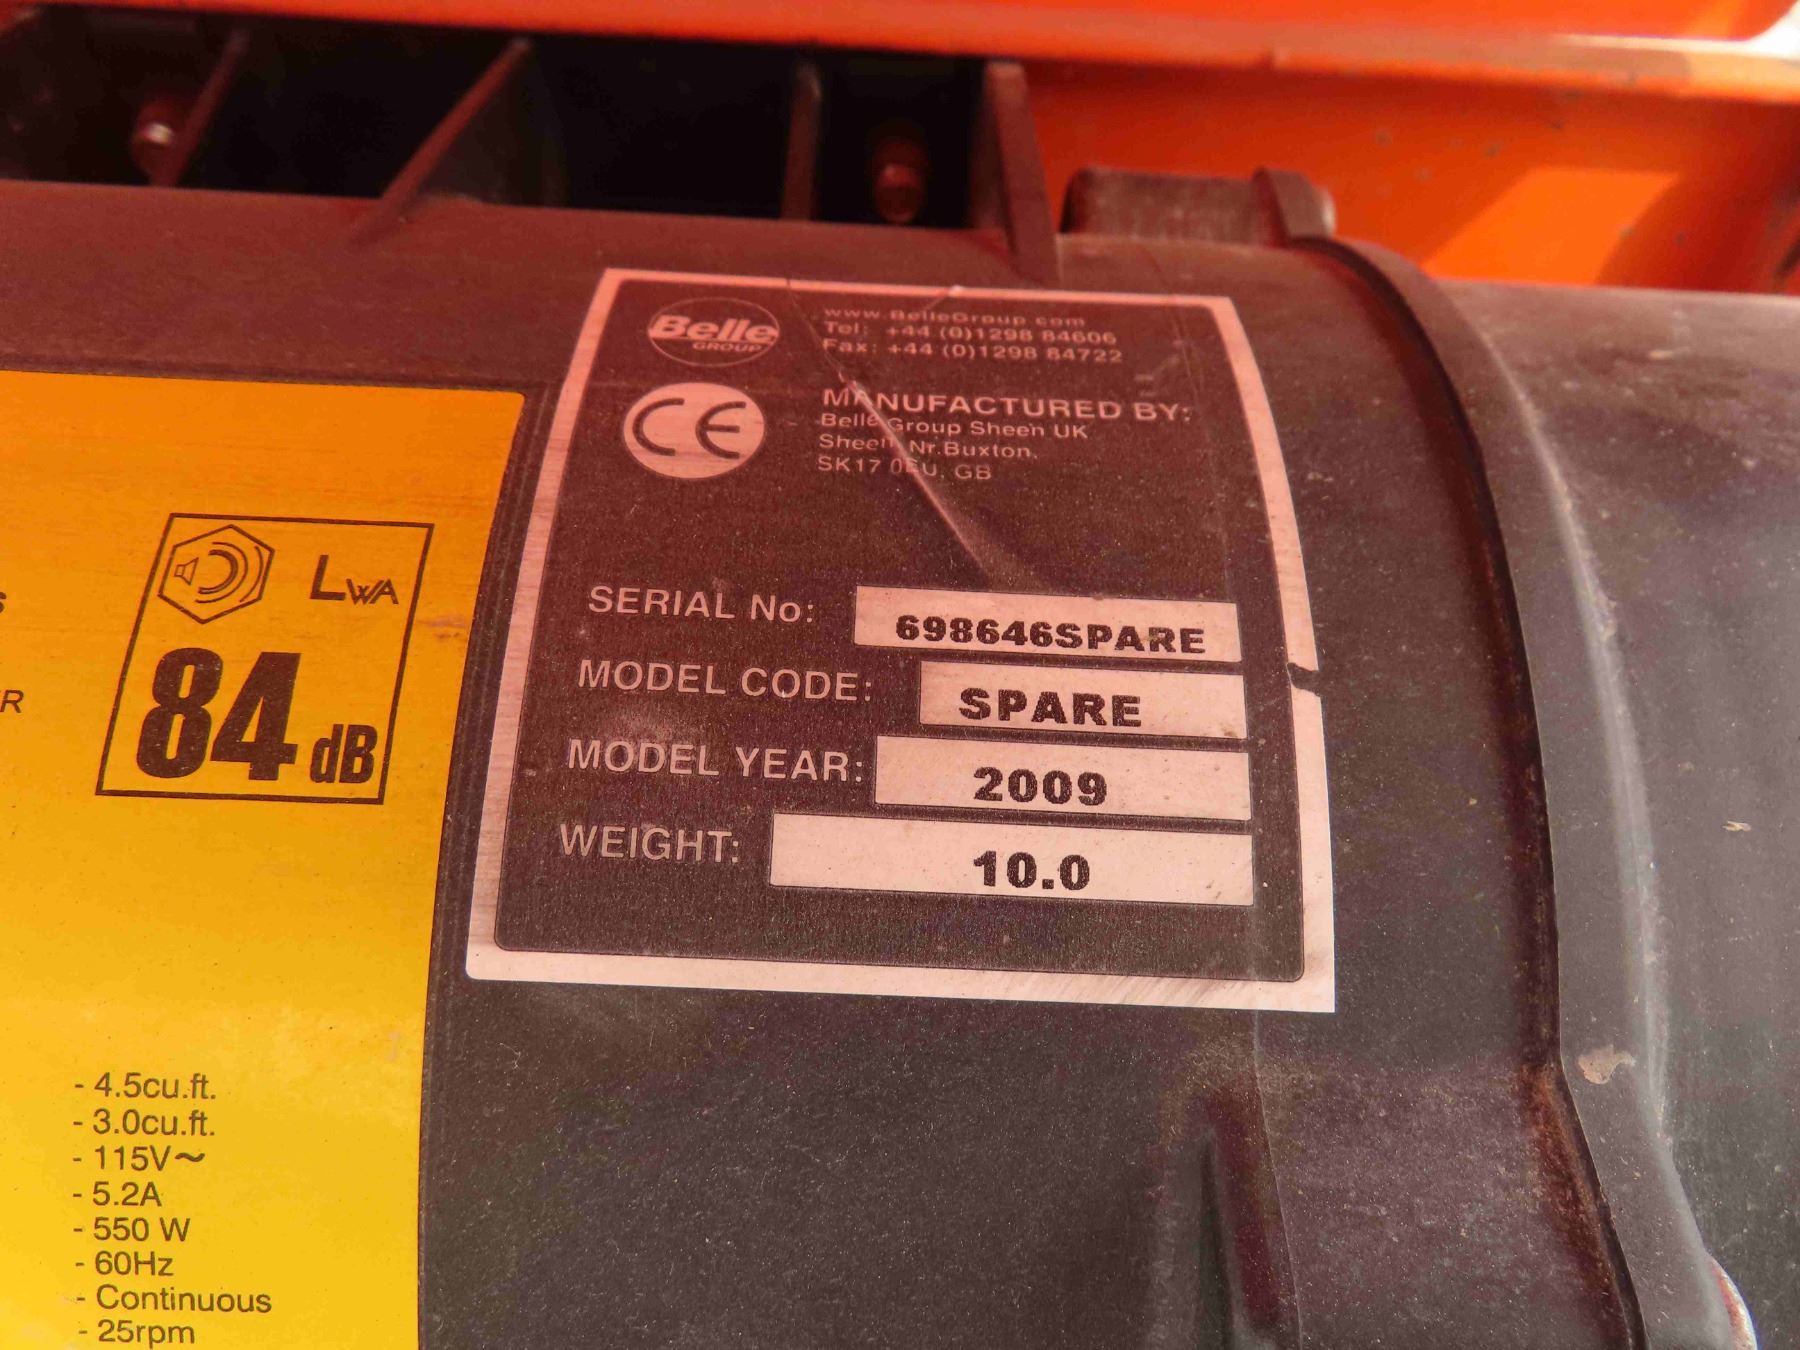 Belle
GROUP
www.BelleGroup.com
Tel: +44 (0)1298 84606
Fax: +44 (0)1298 84722
CE
MANUFACTURED BY:
Belle Group Sheen UK
Sheen, Nr.Buxton.
SK17 0EU. GB
SERIAL No: 698646SPARE
MODEL CODE: SPARE
MODEL YEAR: 2009
WEIGHT: 10.0
LWA
84 dB
- 4.5cu.ft.
- 3.0cu.ft.
- 115V~
- 5.2A
- 550 W
- 60Hz
- Continuous
- 25rpm